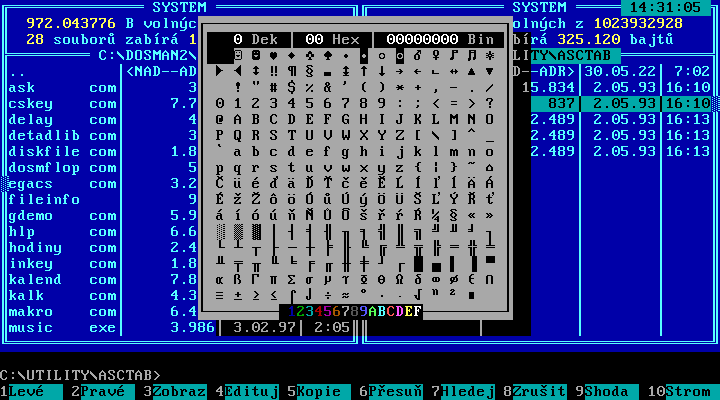 SYSTEM SYSTEM 14:31:05
972.043776 B volnýc olných z 1023932928
28 souborů zabírá 1 bírá 325.120 bajtů
C:\DOSMAN2\ ILITY\ASCTAB
0 Dek 00 Hex 00000000 Bin
.. <NAD--AD D--ADR> 30.05.22 7:02
ask com 3 15.834 2.05.93 16:10
cskey com 7.7 837 2.05.93 16:10
delay com 4 2.489 2.05.93 16:13
detadlib com 3 2.489 2.05.93 16:13
diskfile com 1.8 2.489 2.05.93 16:13
dosmflop com 5
egacs com 3.2
fileinfo 9
gdemo com 5.9
hlp com 6.6
hodiny com 2.4
inkey com 1.8
kalend com 7.8
kalk com 4.3
makro com 6.4
music exe 3.986 3.02.97 2:05
☺ ☻ ♥ ♦ ♣ ♠ • ◘ ○ ◙ ♂ ♀ ♪ ♫ ☼
► ◄ ↕ ‼ ¶ § ▬ ↨ ↑ ↓ → ← ∟ ↔ ▲ ▼
! " # $ % & ' ( ) * + , - . /
0 1 2 3 4 5 6 7 8 9 : ; < = > ?
@ A B C D E F G H I J K L M N O
P Q R S T U V W X Y Z [ \ ] ^ _
` a b c d e f g h i j k l m n o
p q r s t u v w x y z { | } ~ ⌂
Č ü é ď ä Ď Ť č ě Ě Ĺ Í ľ Í Ä Á
É ž Ž ô ö Ó ů Ú ý Ö Ü Š Ľ Ý Ř ť
á í ó ú ň Ň Ů Ô š ř ŕ Ŕ ¼ § « »
░ ▒ ▓ │ ┤ ╡ ╢ ╖ ╕ ╣ ║ ╗ ╝ ╜ ╛ ┐
└ ┴ ┬ ├ ─ ┼ ╞ ╟ ╚ ╔ ╩ ╦ ╠ ═ ╬ ╧
╨ ╤ ╥ ╙ ╘ ╒ ╓ ╫ ╪ ┘ ┌ █ ▄ ▌ ▐ ▀
α ß Γ π Σ σ µ τ Φ Θ Ω δ ∞ φ ε ∩
≡ ± ≥ ≤ ⌠ ⌡ ÷ ≈ ° ∙ · √ ⁿ ² ■
123456789ABCDEF
C:\UTILITY\ASCTAB>
1Levé 2Pravé 3Zobraz 4Edituj 5Kopie 6Přesuň 7Hledej 8Zrušit 9Shoda 10Strom